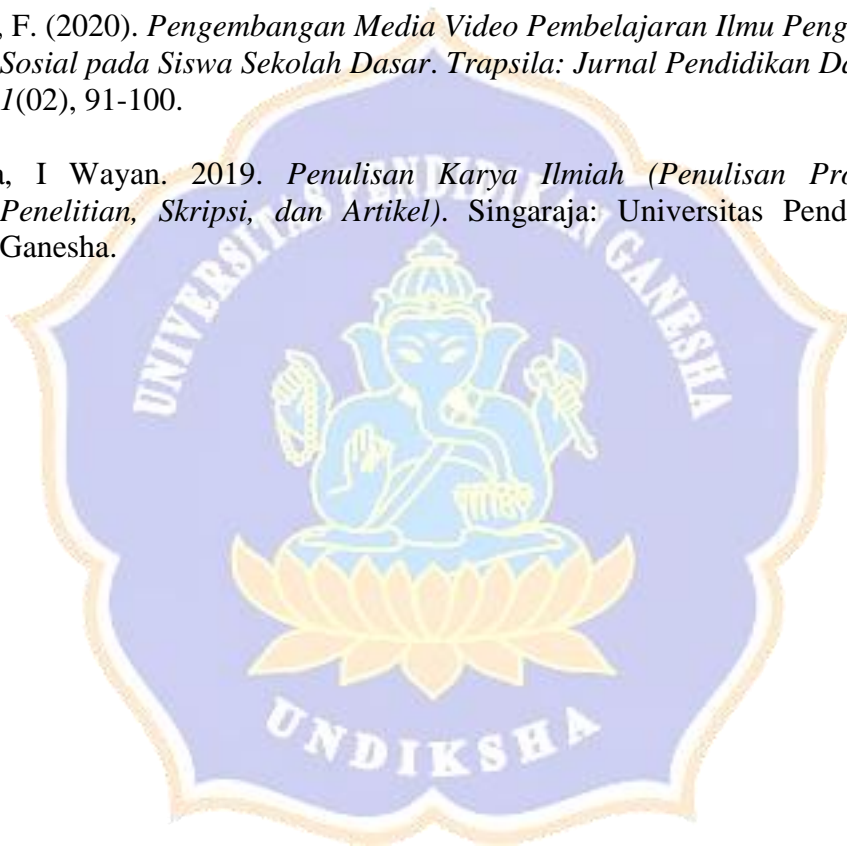 , F. (2020). Pengembangan Media Video Pembelajaran Ilmu Peng
Sosial pada Siswa Sekolah Dasar. Trapsila: Jurnal Pendidikan Da
1(02), 91-100.
a, I Wayan. 2019. Penulisan Karya Ilmiah (Penulisan Pro
Penelitian, Skripsi, dan Artikel). Singaraja: Universitas Pend
Ganesha.
UNIVERSITAS PENDIDIKAN GANESHA
UNDIKSHA